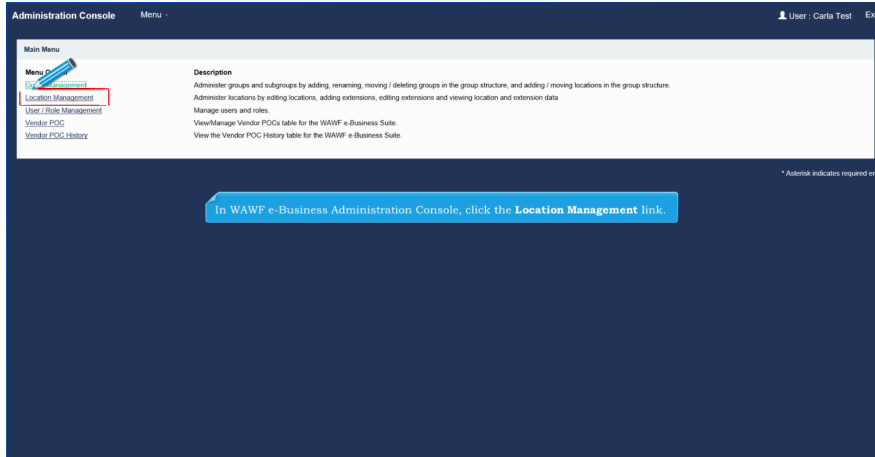 Administration Console Menu
User : Carla Test Ex
Main Menu
Menu Description
Management Administer groups and subgroups by adding, renaming, moving / deleting groups in the group structure, and adding / moving locations in the group structure.
Location Management Administer locations by editing locations, adding extensions, editing extensions and viewing location and extension data
User / Role Management Manage users and roles.
Vendor POC View/Manage Vendor POCs table for the WAWF e-Business Suite.
Vendor POC History View the Vendor POC History table for the WAWF e-Business Suite.
* Asterisk indicates required en
In WAWF e-Business Administration Console, click the Location Management link.